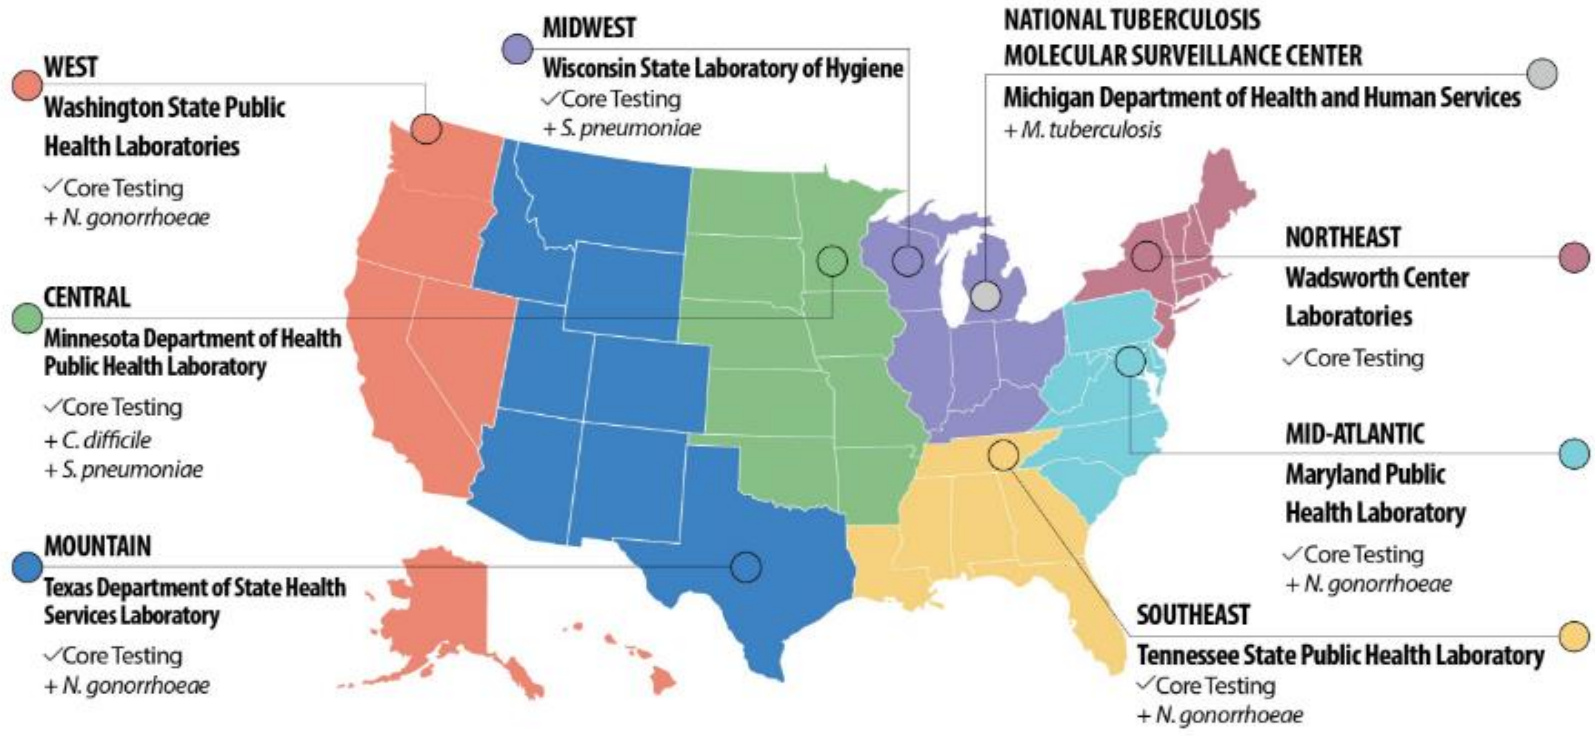 WEST
Washington State Public
Health Laboratories
✓Core Testing
+ N. gonorrhoeae
CENTRAL
Minnesota Department of Health
Public Health Laboratory
✓Core Testing
+ C. difficile
+ S. pneumoniae
MOUNTAIN
Texas Department of State Health
Services Laboratory
✓Core Testing
+ N. gonorrhoeae
MIDWEST
Wisconsin State Laboratory of Hygiene
✓Core Testing
+ S. pneumoniae
NATIONAL TUBERCULOSIS
MOLECULAR SURVEILLANCE CENTER
Michigan Department of Health and Human Services
+ M. tuberculosis
NORTHEAST
Wadsworth Center
Laboratories
✓Core Testing
MID-ATLANTIC
Maryland Public
Health Laboratory
✓Core Testing
+ N. gonorrhoeae
SOUTHEAST
Tennessee State Public Health Laboratory
✓Core Testing
+ N. gonorrhoeae